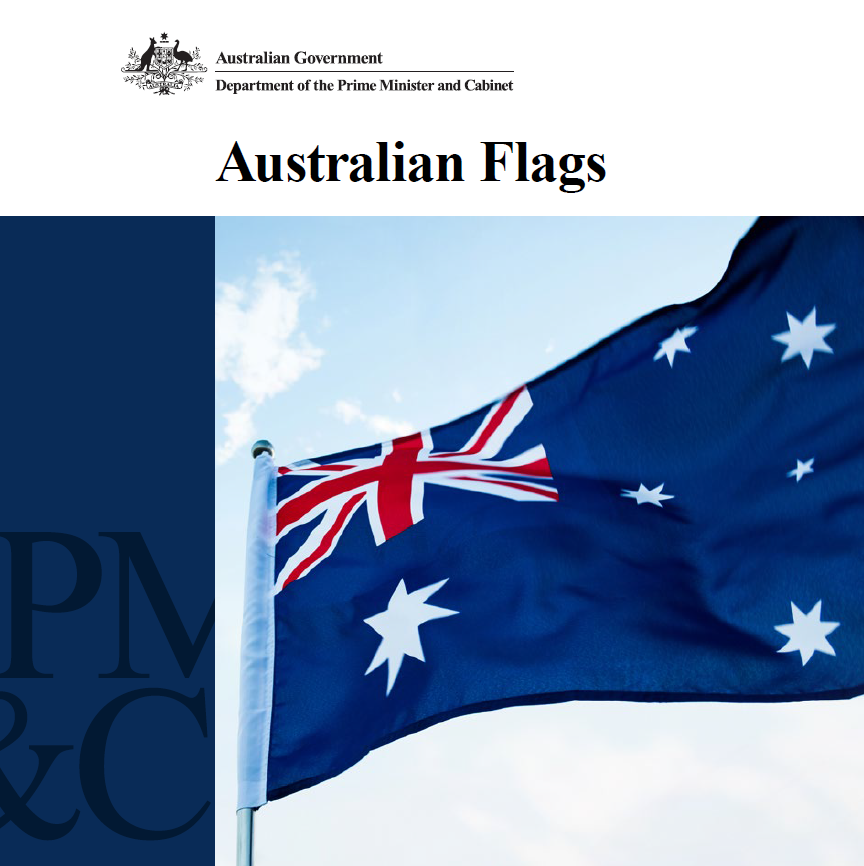 Australian Government
Department of the Prime Minister and Cabinet
Australian Flags
PM
&C